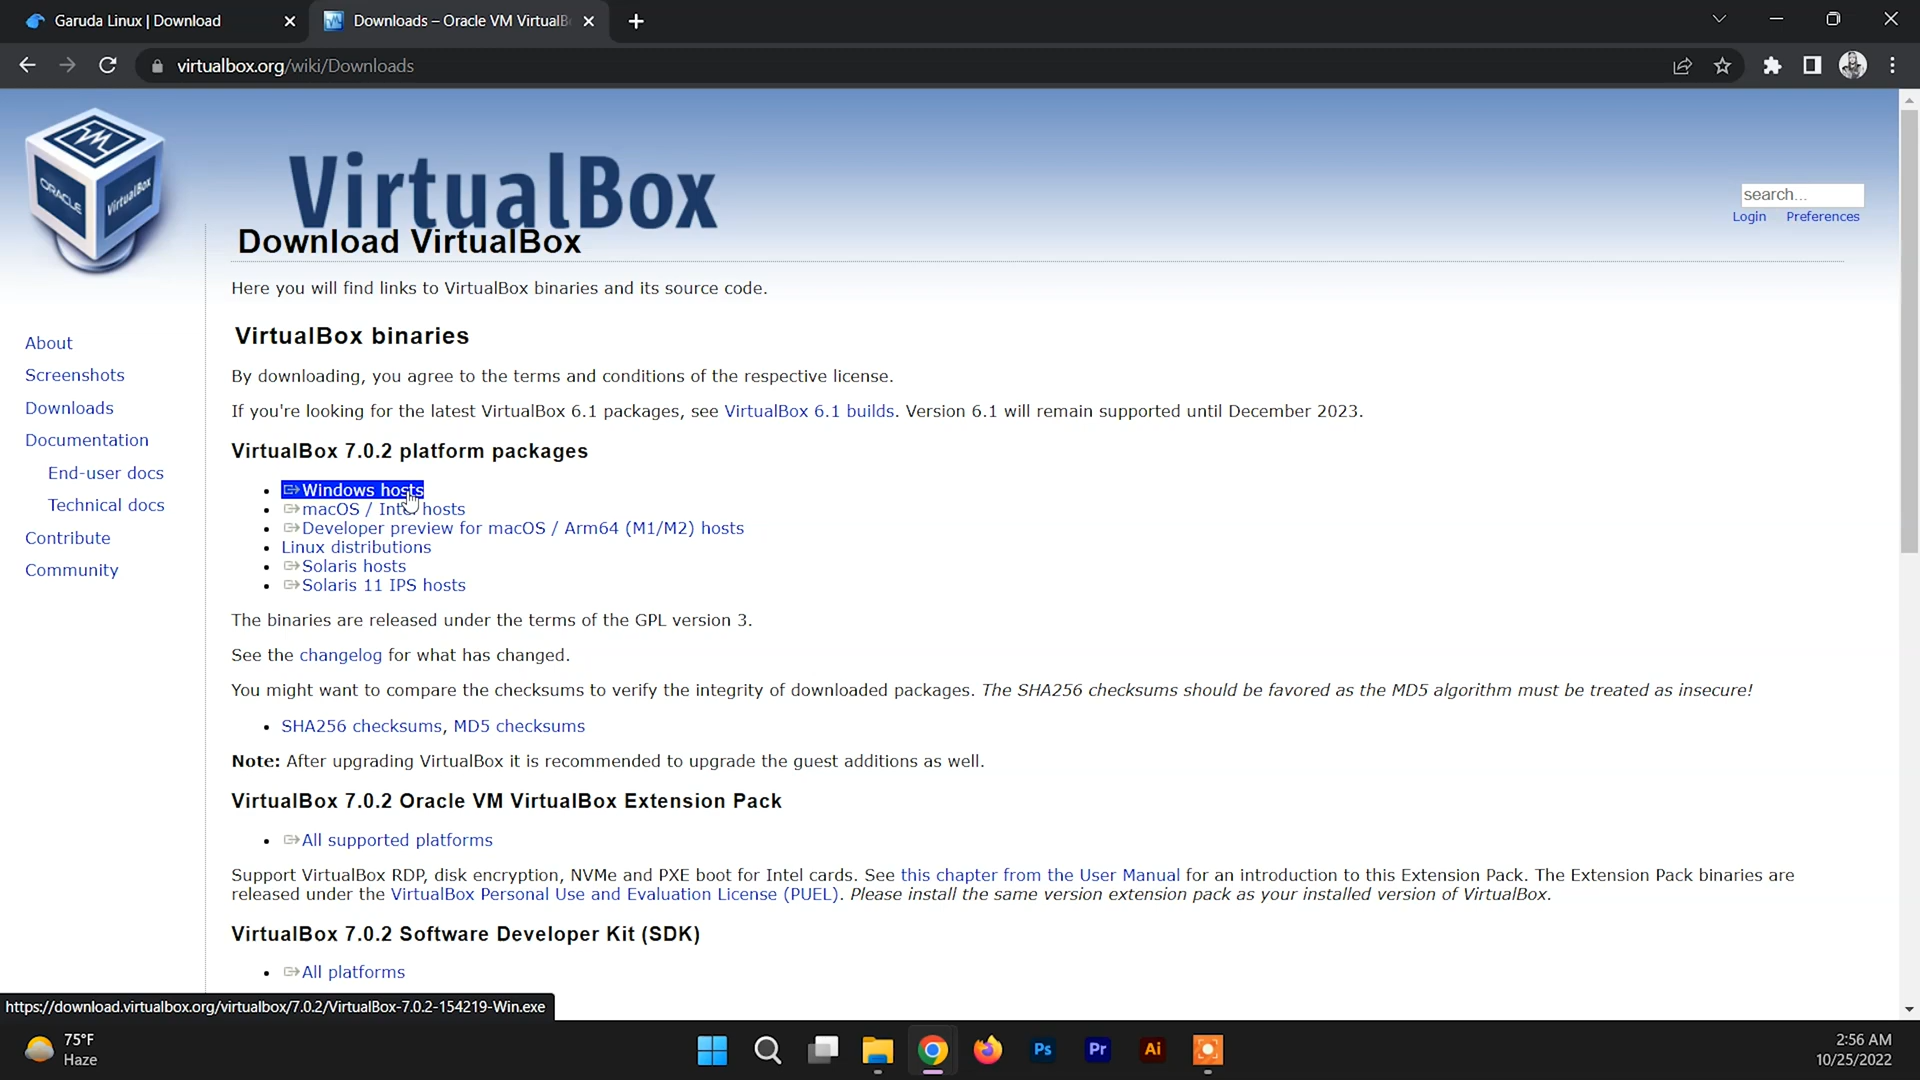 Garuda Linux | Download
Downloads – Oracle VM VirtualB
virtualbox.org/wiki/Downloads
ORACLE
VirtualBox
VirtualBox
search...
Login Preferences
Download VirtualBox
Here you will find links to VirtualBox binaries and its source code.
About
Screenshots
Downloads
Documentation
End-user docs
Technical docs
Contribute
Community
VirtualBox binaries
By downloading, you agree to the terms and conditions of the respective license.
If you're looking for the latest VirtualBox 6.1 packages, see VirtualBox 6.1 builds. Version 6.1 will remain supported until December 2023.
VirtualBox 7.0.2 platform packages
• Windows hosts
• macOS / Intel hosts
• Developer preview for macOS / Arm64 (M1/M2) hosts
• Linux distributions
• Solaris hosts
• Solaris 11 IPS hosts
The binaries are released under the terms of the GPL version 3.
See the changelog for what has changed.
You might want to compare the checksums to verify the integrity of downloaded packages. The SHA256 checksums should be favored as the MD5 algorithm must be treated as insecure!
• SHA256 checksums, MD5 checksums
Note: After upgrading VirtualBox it is recommended to upgrade the guest additions as well.
VirtualBox 7.0.2 Oracle VM VirtualBox Extension Pack
• All supported platforms
Support VirtualBox RDP, disk encryption, NVMe and PXE boot for Intel cards. See this chapter from the User Manual for an introduction to this Extension Pack. The Extension Pack binaries are
released under the VirtualBox Personal Use and Evaluation License (PUEL). Please install the same version extension pack as your installed version of VirtualBox.
VirtualBox 7.0.2 Software Developer Kit (SDK)
• All platforms
https://download.virtualbox.org/virtualbox/7.0.2/VirtualBox-7.0.2-154219-Win.exe
75°F
Haze
Ps
Pr
Ai
2:56 AM
10/25/2022